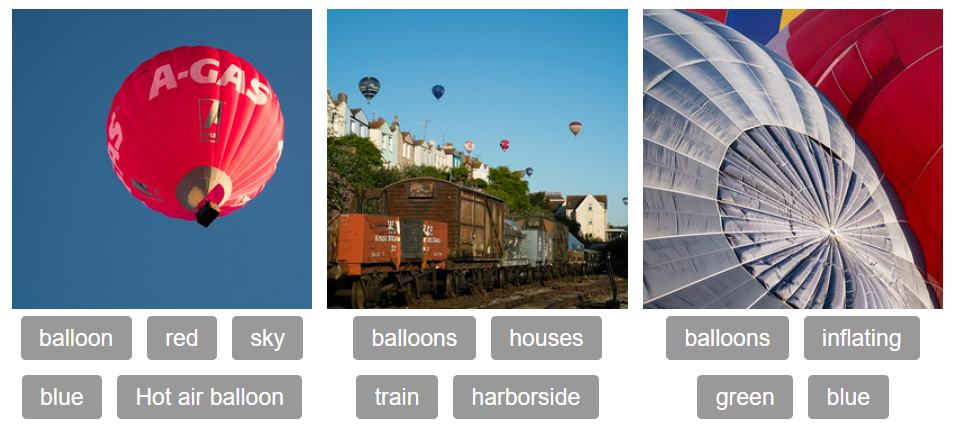 A-GAS
balloon red sky
blue Hot air balloon
balloons houses
train harborside
balloons inflating
green blue